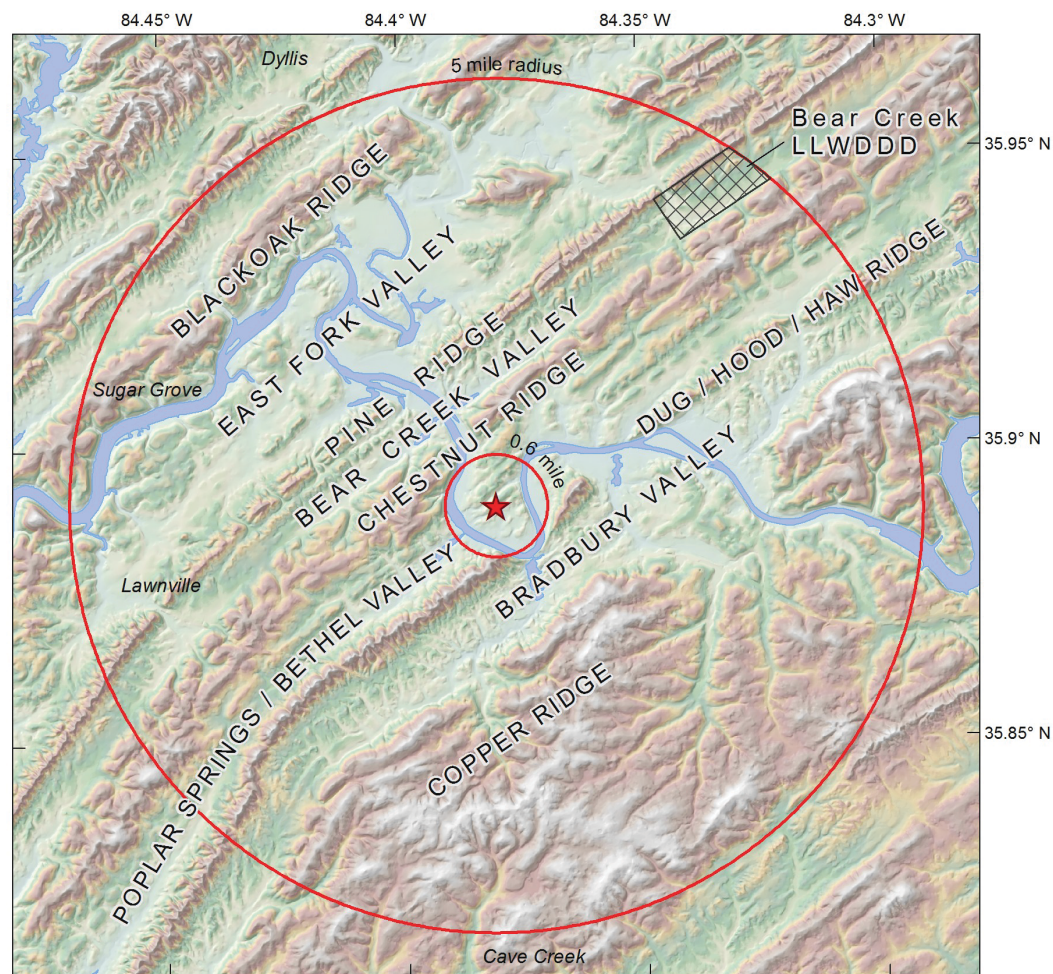 84.45° W
84.4° W
84.35° W
84.3° W
Dyllis
5 mile radius
Bear Creek
LLWDDD
35.95° N
BLACKOAK RIDGE
EAST FORK VALLEY
DUG / HOOD / HAW RIDGE
PINE RIDGE
BEAR CREEK VALLEY
CHESTNUT RIDGE
Sugar Grove
0.6 mile
35.9° N
BRADBURY VALLEY
Lawnville
POPLAR SPRINGS / BETHEL VALLEY
COPPER RIDGE
35.85° N
Cave Creek